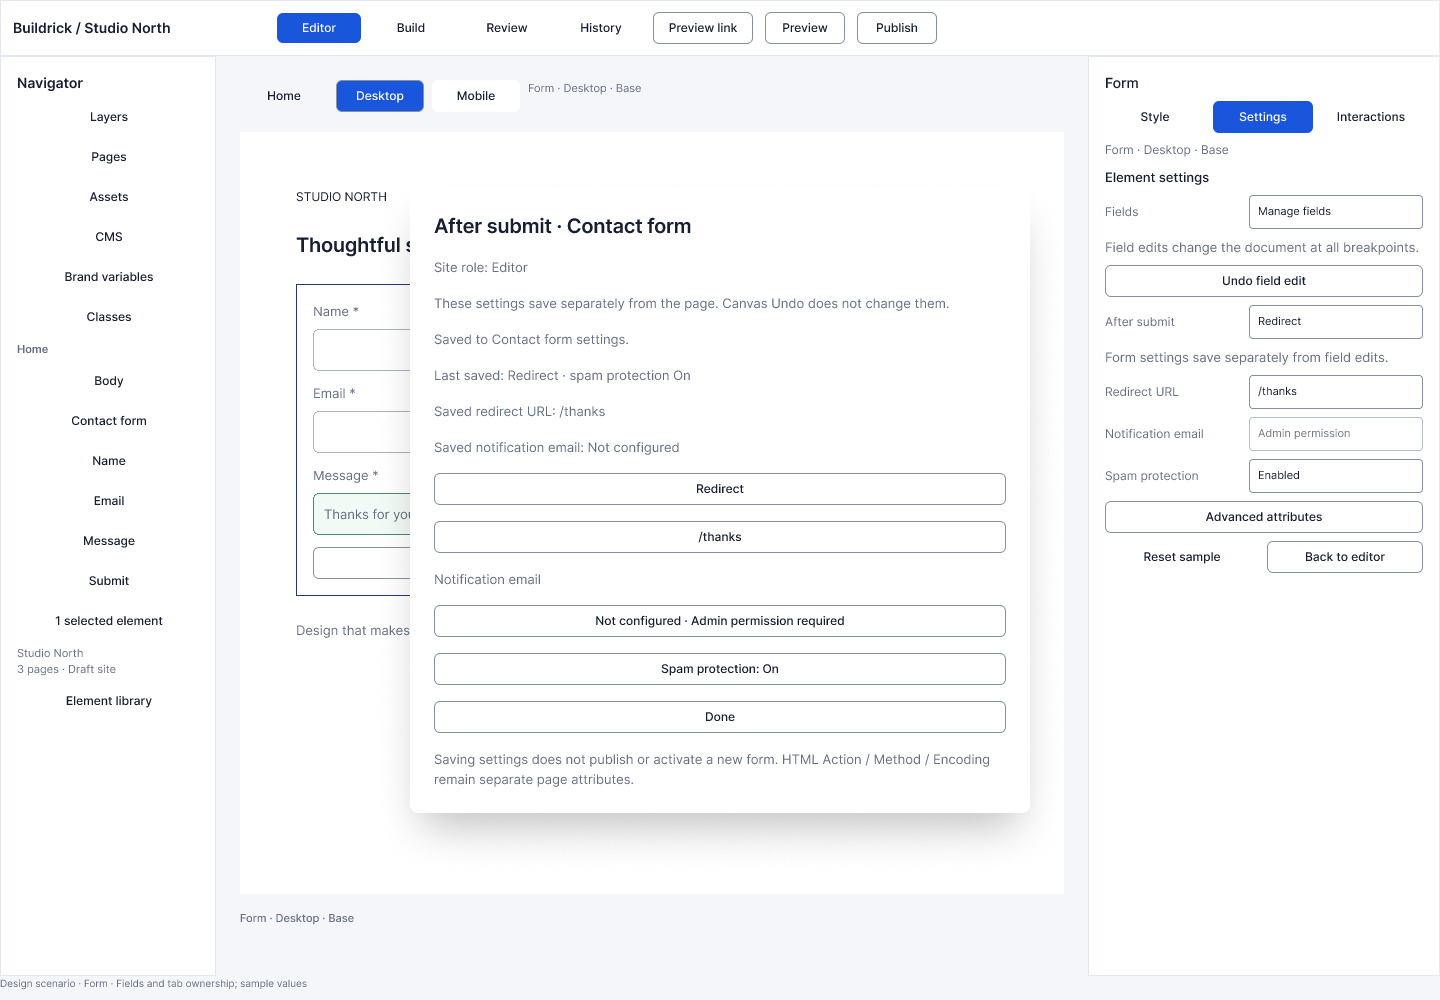 Buildrick / Studio North
Editor
Build
Review
History
Preview link
Preview
Publish
Navigator
Layers
Pages
Assets
CMS
Brand variables
Classes
Home
Body
Contact form
Name
Email
Message
Submit
1 selected element
Studio North
3 pages · Draft site
Element library
Home
Desktop
Mobile
Form · Desktop · Base
STUDIO NORTH
Thoughtful s
Name *
Email *
Message *
Thanks for you
Design that makes
After submit · Contact form
Site role: Editor
These settings save separately from the page. Canvas Undo does not change them.
Saved to Contact form settings.
Last saved: Redirect · spam protection On
Saved redirect URL: /thanks
Saved notification email: Not configured
Redirect
/thanks
Notification email
Not configured · Admin permission required
Spam protection: On
Done
Saving settings does not publish or activate a new form. HTML Action / Method / Encoding
remain separate page attributes.
Form · Desktop · Base
Form
Style
Settings
Interactions
Form · Desktop · Base
Element settings
Fields
Manage fields
Field edits change the document at all breakpoints.
Undo field edit
After submit
Redirect
Form settings save separately from field edits.
Redirect URL
/thanks
Notification email
Admin permission
Spam protection
Enabled
Advanced attributes
Reset sample
Back to editor
Design scenario · Form · Fields and tab ownership; sample values